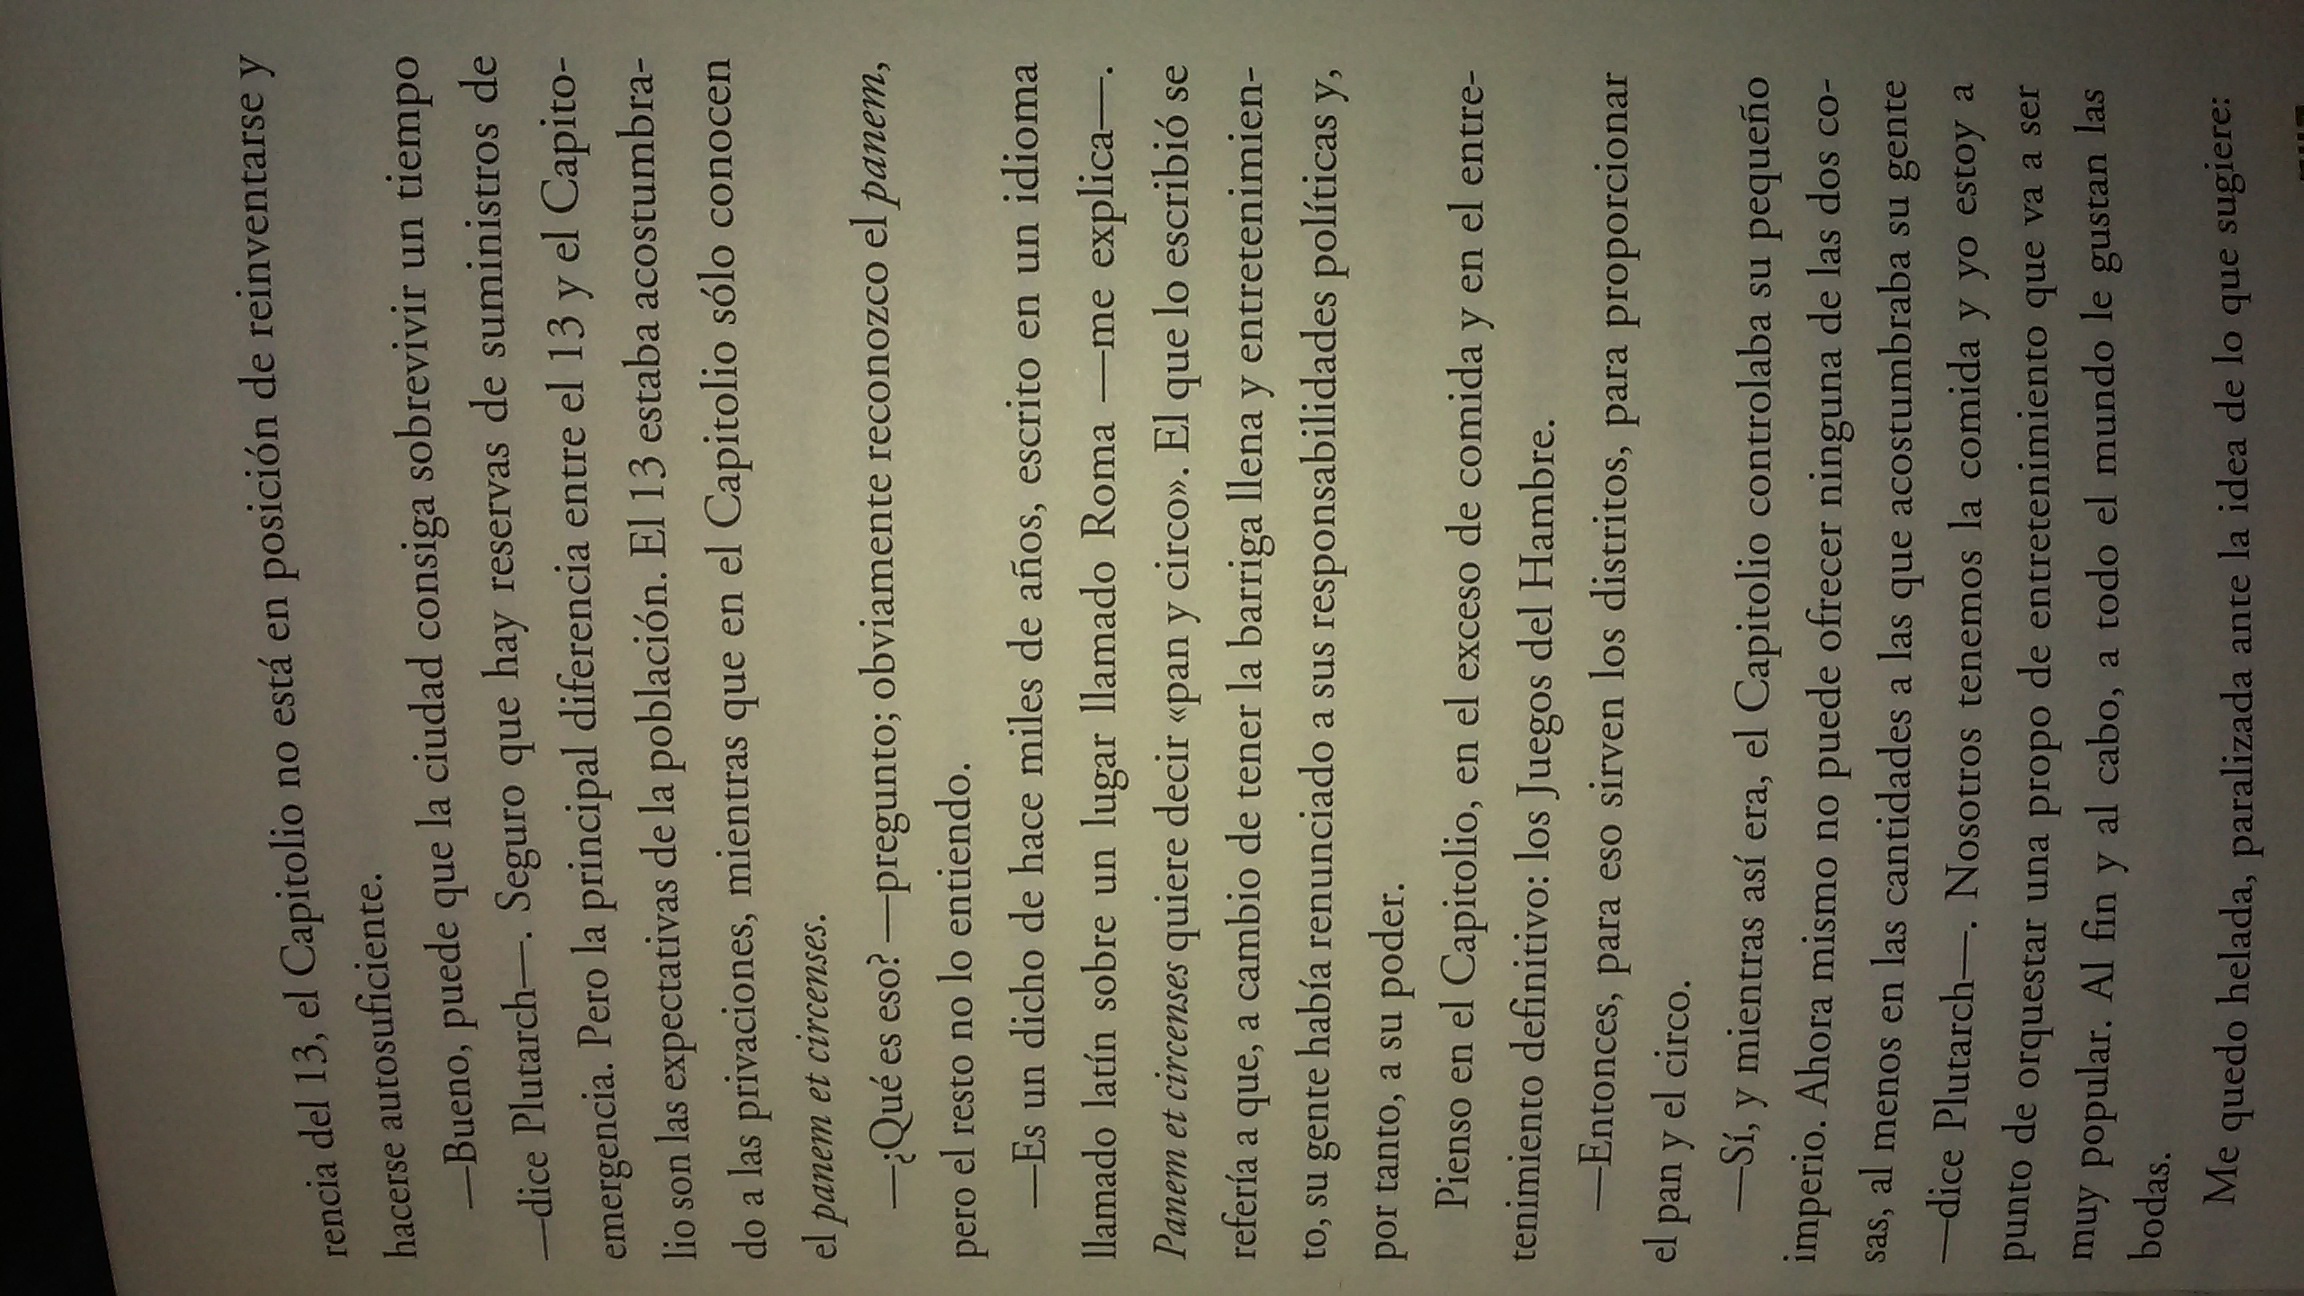 rencia del 13, el Capitolio no está en posición de reinventarse y
hacerse autosuficiente.
—Bueno, puede que la ciudad consiga sobrevivir un tiempo
—dice Plutarch—. Seguro que hay reservas de suministros de
emergencia. Pero la principal diferencia entre el 13 y el Capito-
lio son las expectativas de la población. El 13 estaba acostumbra-
do a las privaciones, mientras que en el Capitolio sólo conocen
el panem et circenses.
—¿Qué es eso? —pregunto; obviamente reconozco el panem,
pero el resto no lo entiendo.
—Es un dicho de hace miles de años, escrito en un idioma
llamado latín sobre un lugar llamado Roma —me explica—.
Panem et circenses quiere decir «pan y circo». El que lo escribió se
refería a que, a cambio de tener la barriga llena y entretenimien-
to, su gente había renunciado a sus responsabilidades políticas y,
por tanto, a su poder.
Pienso en el Capitolio, en el exceso de comida y en el entre-
tenimiento definitivo: los Juegos del Hambre.
—Entonces, para eso sirven los distritos, para proporcionar
el pan y el circo.
—Sí, y mientras así era, el Capitolio controlaba su pequeño
imperio. Ahora mismo no puede ofrecer ninguna de las dos co-
sas, al menos en las cantidades a las que acostumbraba su gente
—dice Plutarch—. Nosotros tenemos la comida y yo estoy a
punto de orquestar una propo de entretenimiento que va a ser
muy popular. Al fin y al cabo, a todo el mundo le gustan las
bodas.
Me quedo helada, paralizada ante la idea de lo que sugiere: